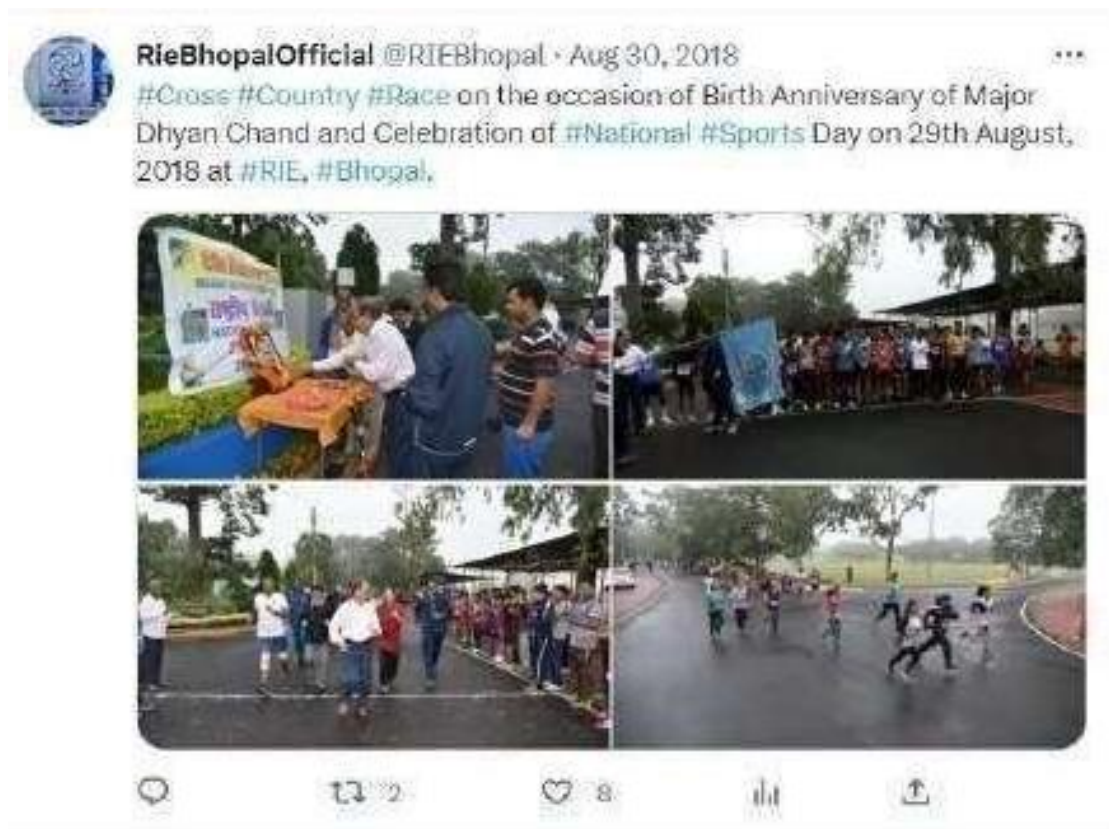 RieBhopalOfficial @RIEBhopal · Aug 30, 2018
#Cross #Country #Race on the occasion of Birth Anniversary of Major
Dhyan Chand and Celebration of #National #Sports Day on 29th August,
2018 at #RIE, #Bhopal.
राष्ट्रीय
2
8